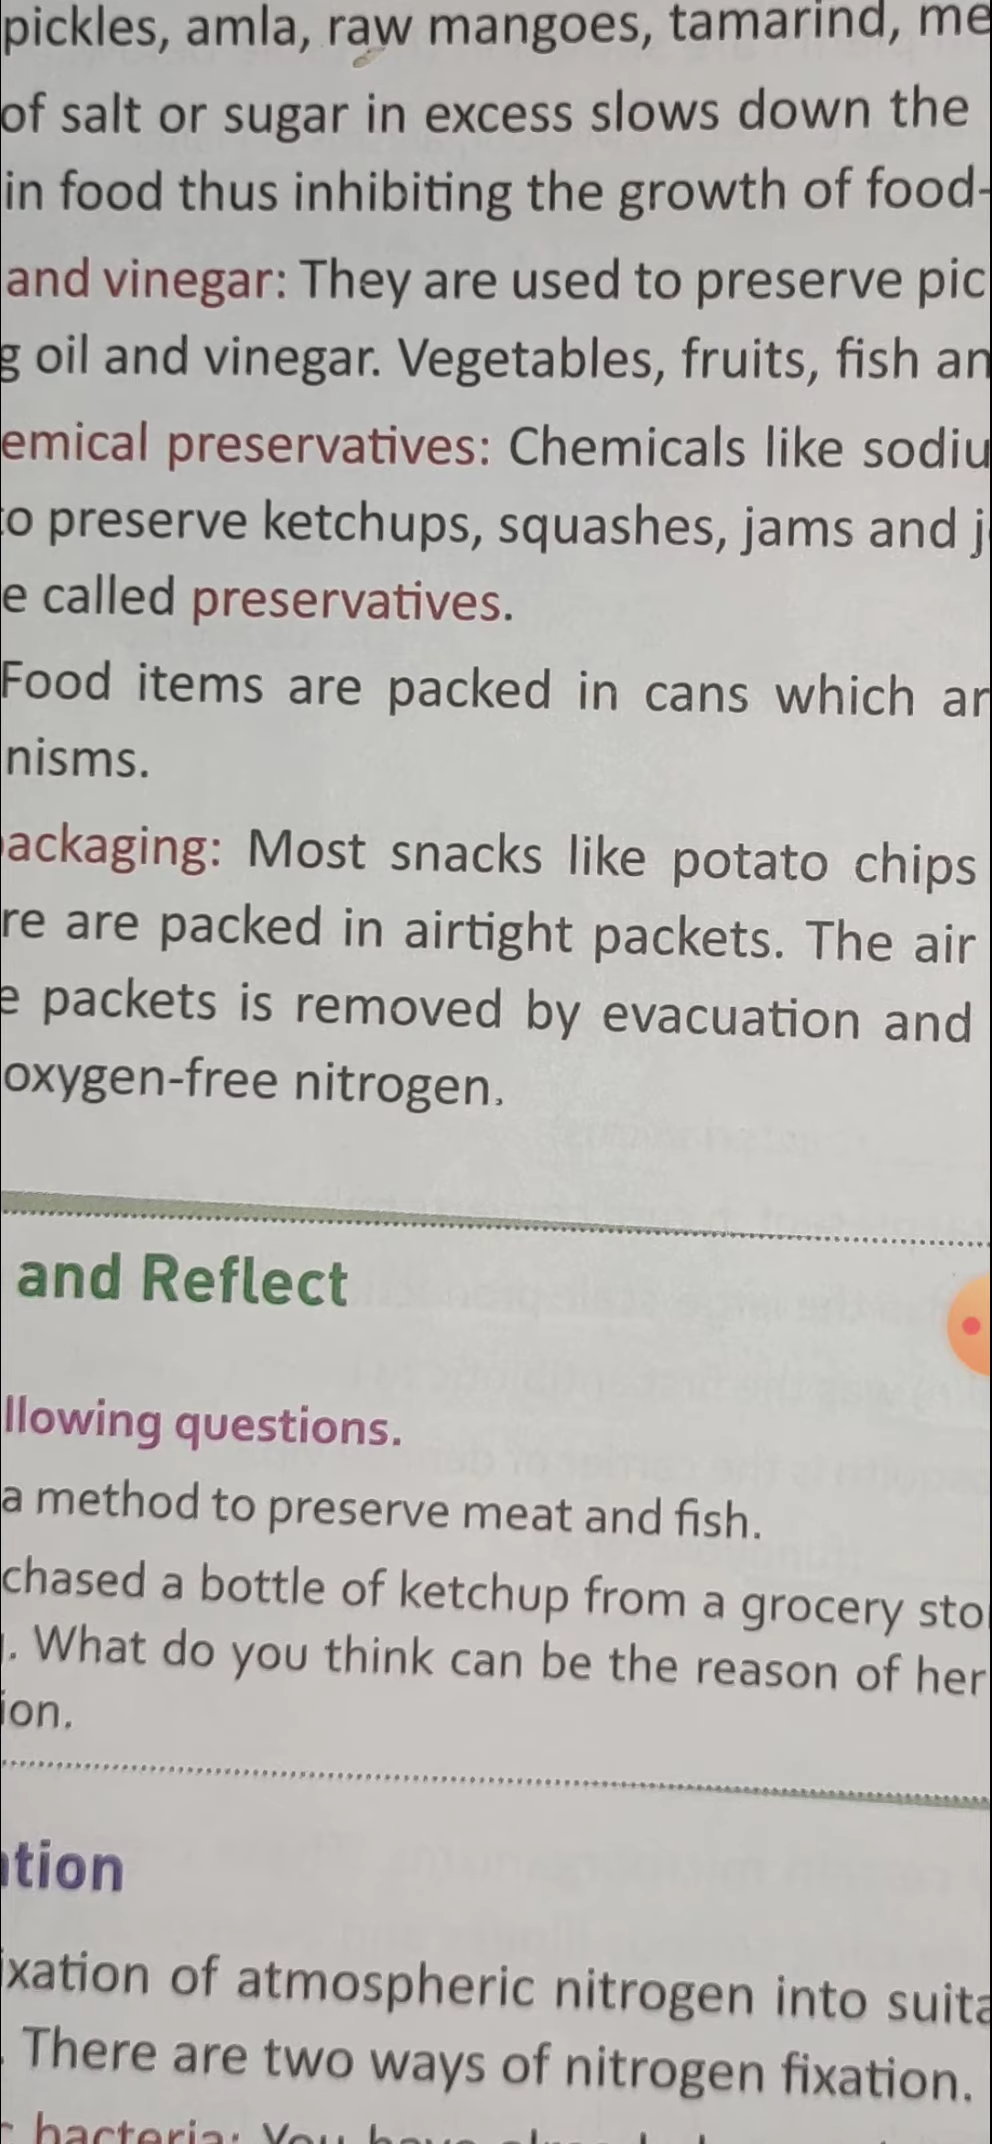 pickles, amla, raw mangoes, tamarind, me
of salt or sugar in excess slows down the
in food thus inhibiting the growth of food-
and vinegar: They are used to preserve pic
g oil and vinegar. Vegetables, fruits, fish an
emical preservatives: Chemicals like sodiu
to preserve ketchups, squashes, jams and j
e called preservatives.
Food items are packed in cans which ar
nisms.
ackaging: Most snacks like potato chips
re are packed in airtight packets. The air
e packets is removed by evacuation and
oxygen-free nitrogen.
and Reflect
llowing questions.
a method to preserve meat and fish.
chased a bottle of ketchup from a grocery sto
. What do you think can be the reason of her
ion.
tion
ixation of atmospheric nitrogen into suita
. There are two ways of nitrogen fixation.
bacteria: You have